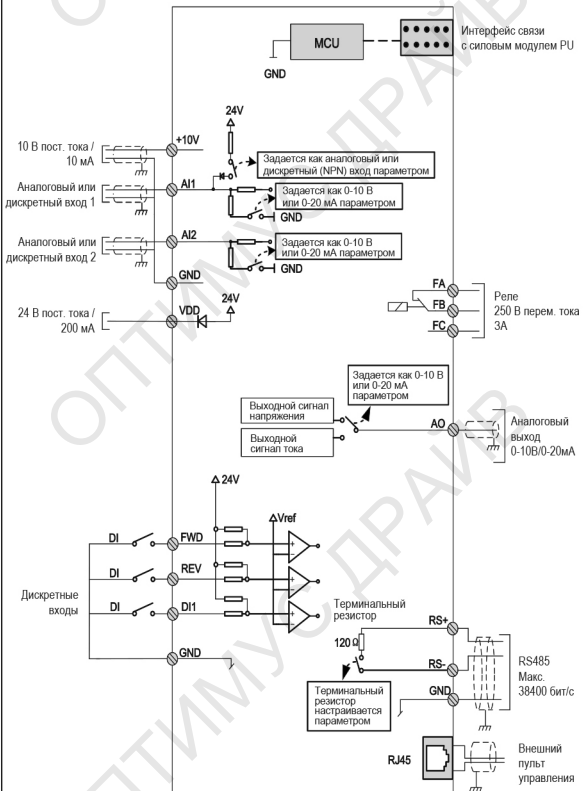 MCU
Интерфейс связи
с силовым модулем PU
GND
24V
10 В пост. тока /
10 мА
+10V
Задается как аналоговый или
дискретный (NPN) вход параметром
Аналоговый или
дискретный вход 1
AI1
Задается как 0-10 В
или 0-20 мА параметром
GND
Аналоговый или
дискретный вход 2
AI2
Задается как 0-10 В
или 0-20 мА параметром
GND
GND
24 В пост. тока /
200 мА
VDD
24V
FA
FB
FC
Реле
250 В перем. тока
3А
Задается как 0-10 В
или 0-20 мА
параметром
Выходной сигнал
напряжения
Выходной
сигнал тока
AO
Аналоговый
выход
0-10В/0-20мА
24V
Vref
DI
FWD
DI
REV
DI
DI1
Дискретные
входы
GND
Терминальный
резистор
120 Ω
Терминальный
резистор
настраивается
параметром
RS+
RS-
GND
RS485
Макс.
38400 бит/с
RJ45
Внешний
пульт
управления
ОПТИМУС ДРАЙВ
ОПТИМУС ДРАЙВ